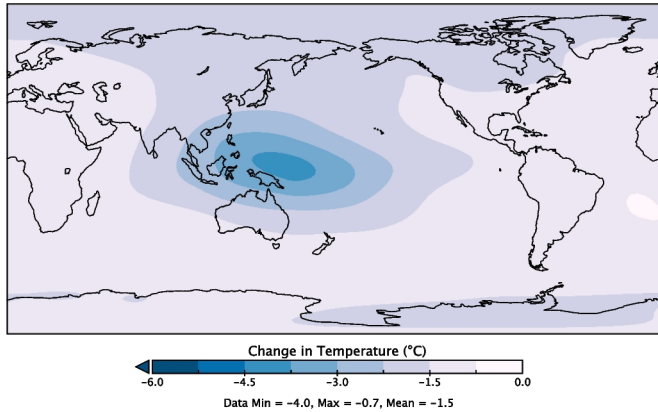 Change in Temperature (°C)
−6.0 −4.5 −3.0 −1.5 0.0
Data Min = −4.0, Max = −0.7, Mean = −1.5